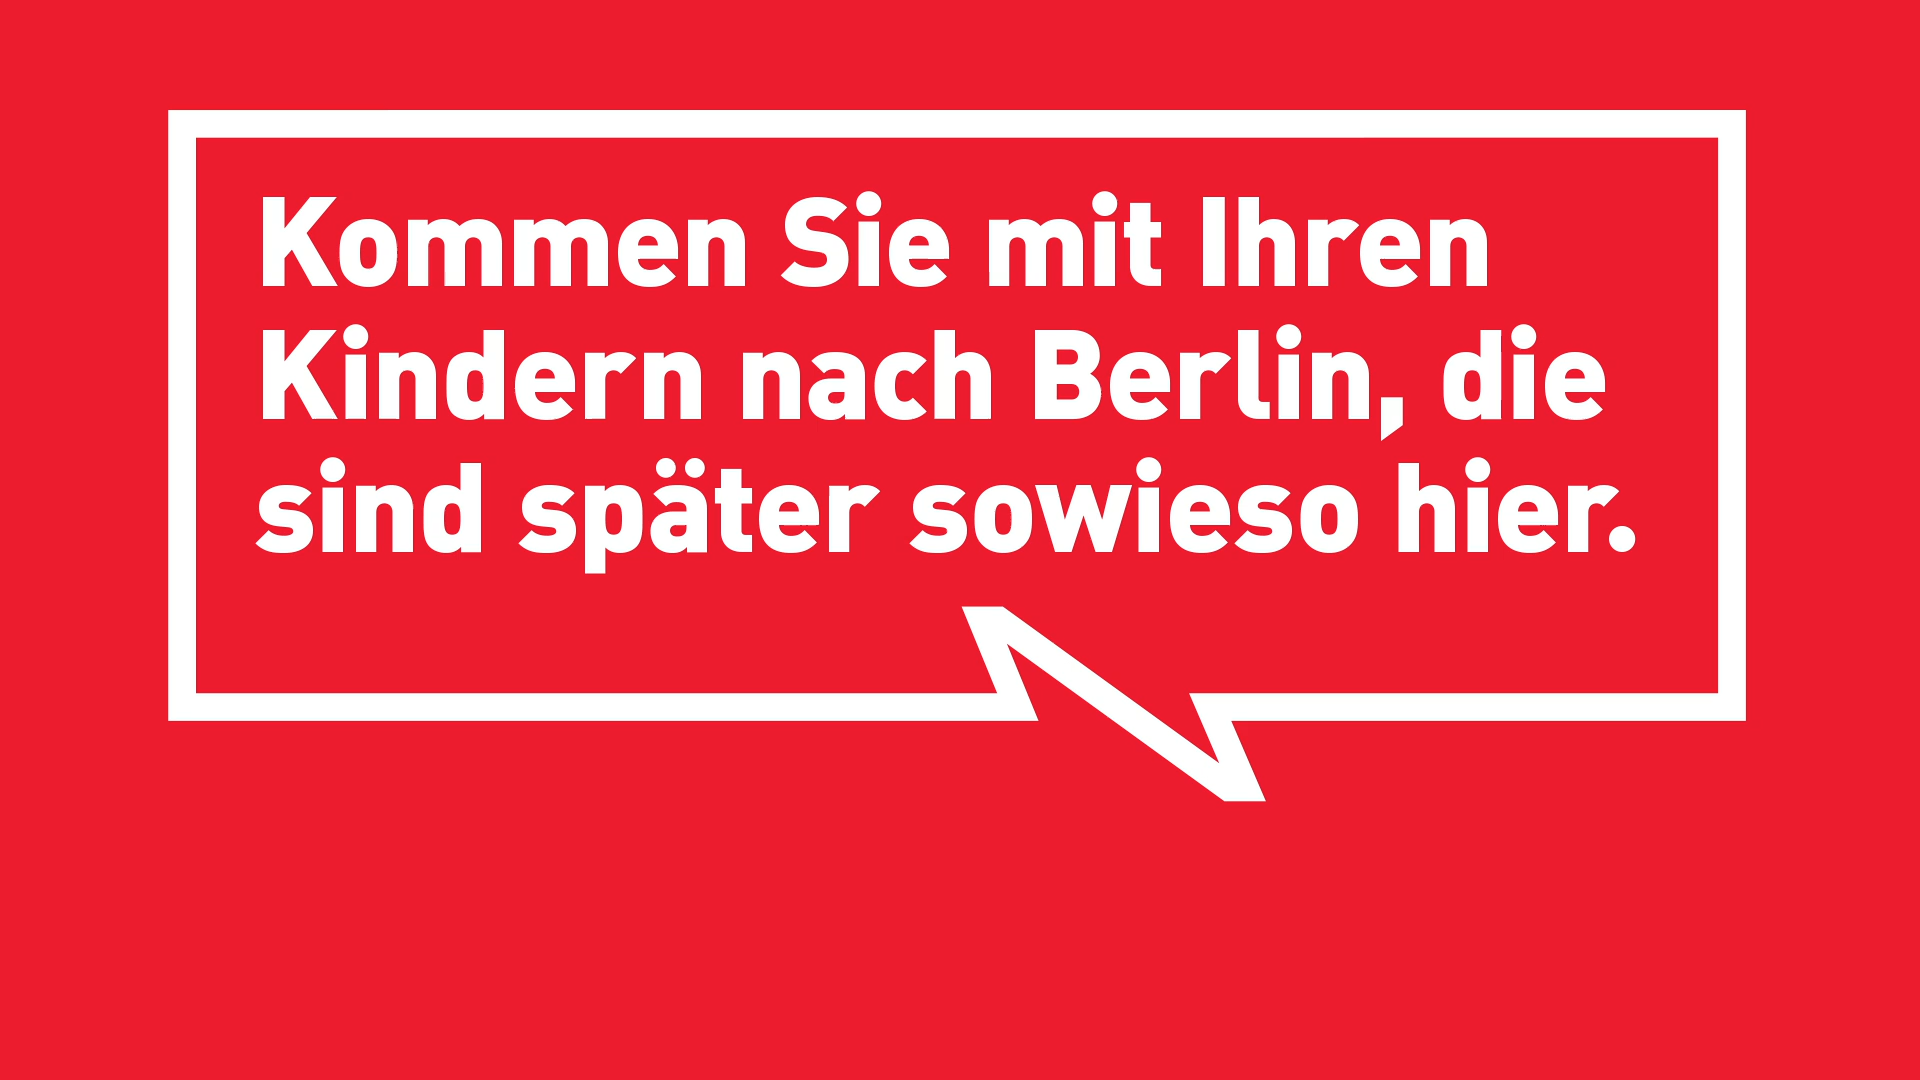 Kommen Sie mit Ihren
Kindern nach Berlin, die
sind später sowieso hier.